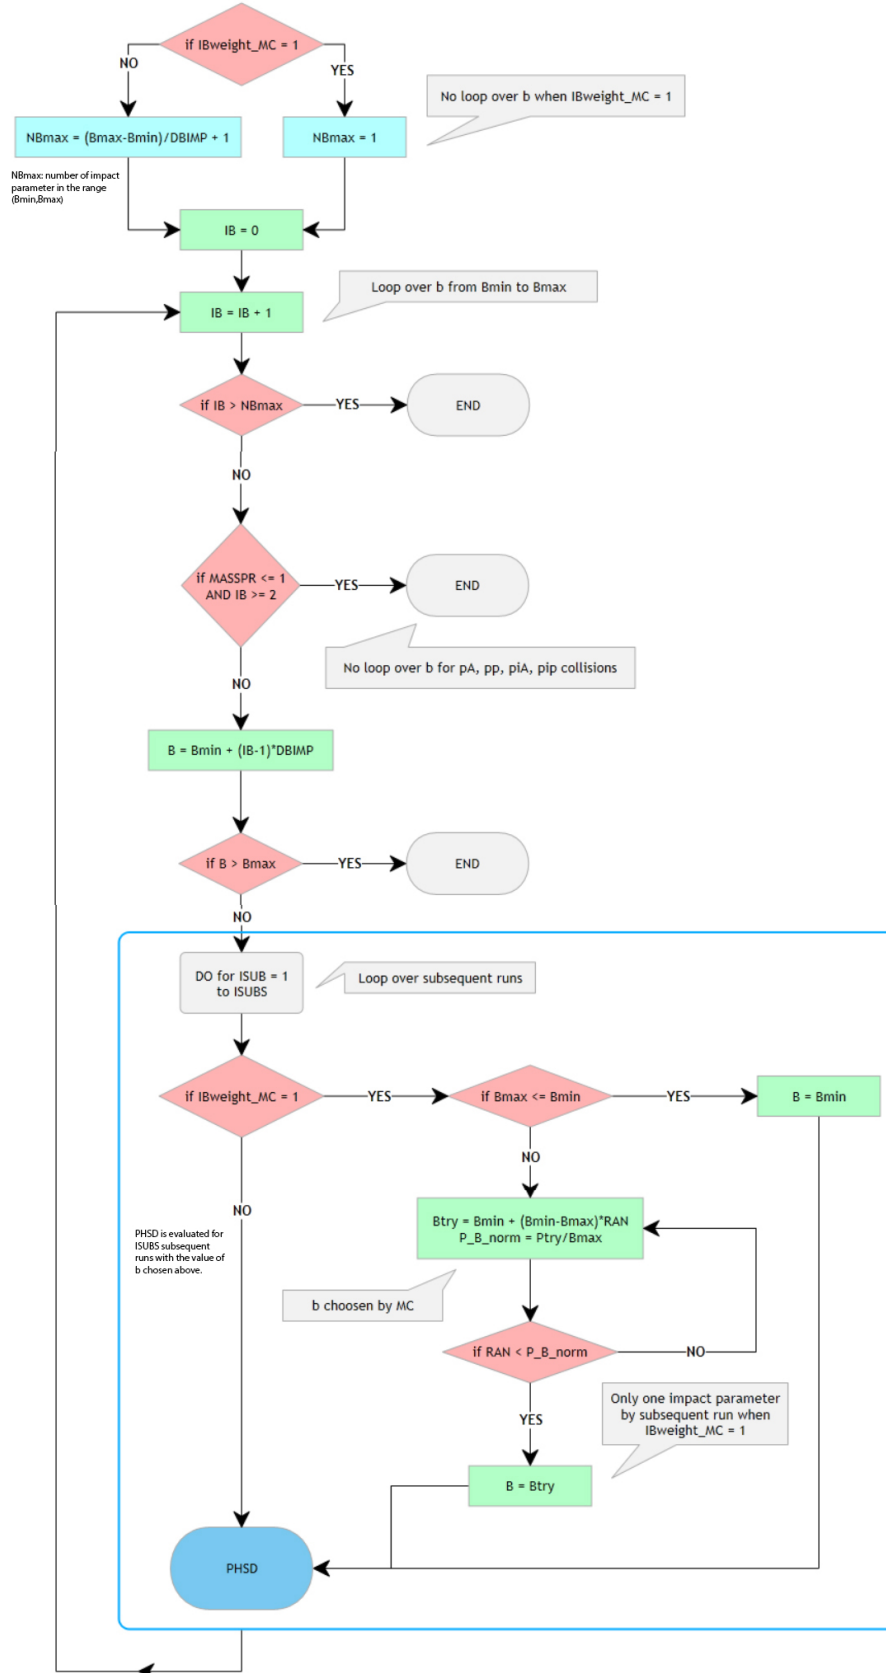 if IBweight_MC = 1
NO
YES
No loop over b when IBweight_MC = 1
NBmax = (Bmax-Bmin)/DBIMP + 1
NBmax = 1
NBmax: number of impact
parameter in the range
(Bmin,Bmax)
IB = 0
Loop over b from Bmin to Bmax
IB = IB + 1
if IB > NBmax
YES
END
NO
if MASSPR <= 1
AND IB >= 2
YES
END
No loop over b for pA, pp, piA, pip collisions
NO
B = Bmin + (IB-1)*DBIMP
if B > Bmax
YES
END
NO
DO for ISUB = 1
to ISUBS
Loop over subsequent runs
if IBweight_MC = 1
YES
if Bmax <= Bmin
YES
B = Bmin
NO
NO
Btry = Bmin + (Bmin-Bmax)*RAN
P_B_norm = Ptry/Bmax
PHSD is evaluated for
ISUBS subsequent
runs with the value of
b chosen above.
b choosen by MC
if RAN < P_B_norm
NO
Only one impact parameter
by subsequent run when
IBweight_MC = 1
YES
B = Btry
PHSD